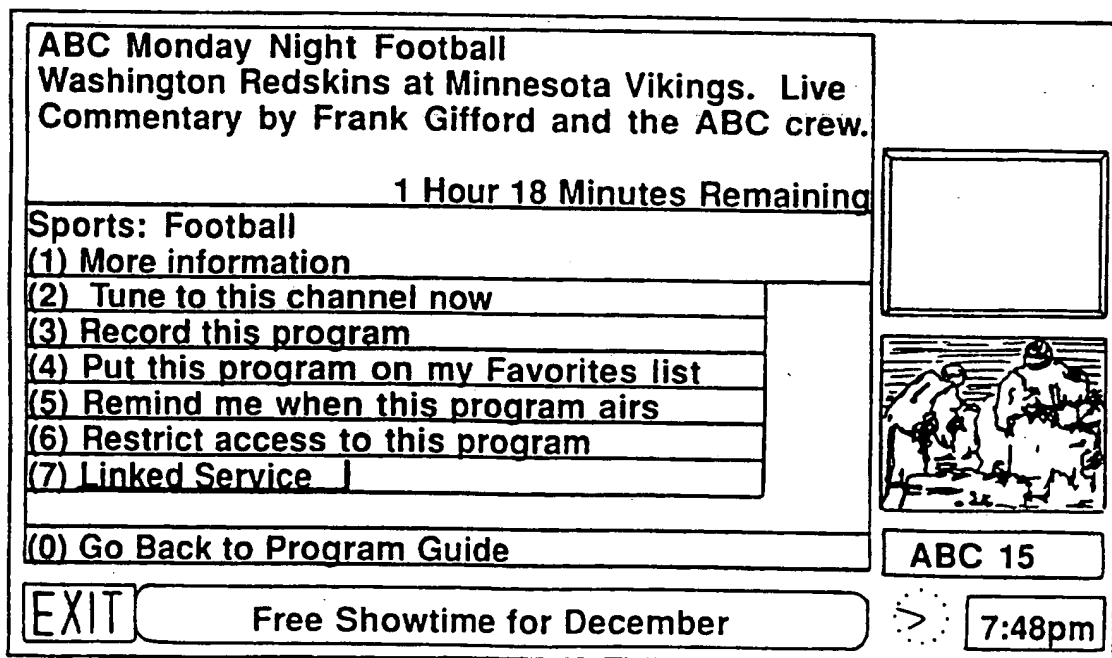 ABC Monday Night Football
Washington Redskins at Minnesota Vikings. Live
Commentary by Frank Gifford and the ABC crew.
1 Hour 18 Minutes Remaining
Sports: Football
(1) More information
(2) Tune to this channel now
(3) Record this program
(4) Put this program on my Favorites list
(5) Remind me when this program airs
(6) Restrict access to this program
(7) Linked Service
(0) Go Back to Program Guide
ABC 15
EXIT
Free Showtime for December
7:48pm